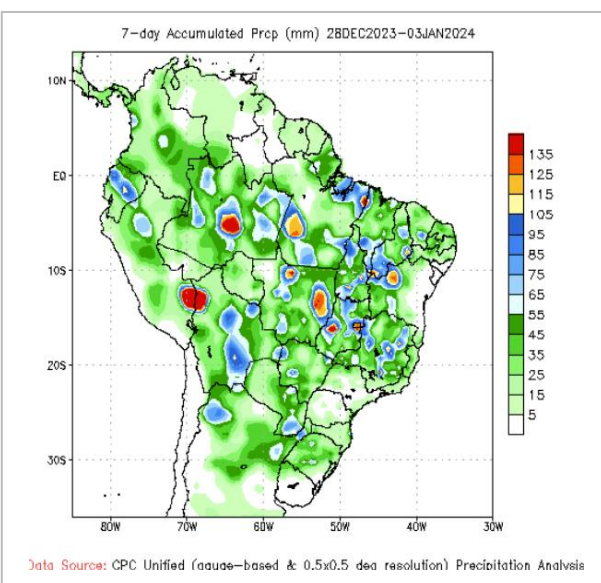 7-day Accumulated Prcp (mm) 28DEC2023-03JAN2024
10N
EQ
10S
20S
30S
80W 70W 60W 50W 40W 30W
135
125
115
105
95
85
75
65
55
45
35
25
15
5
Data Source: CPC Unified (gauge-based & 0.5x0.5 deg resolution) Precipitation Analysis